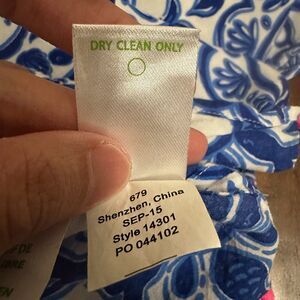 DRY CLEAN ONLY
679
Shenzhen, China
SEP-15
Style 14301
PO 044102